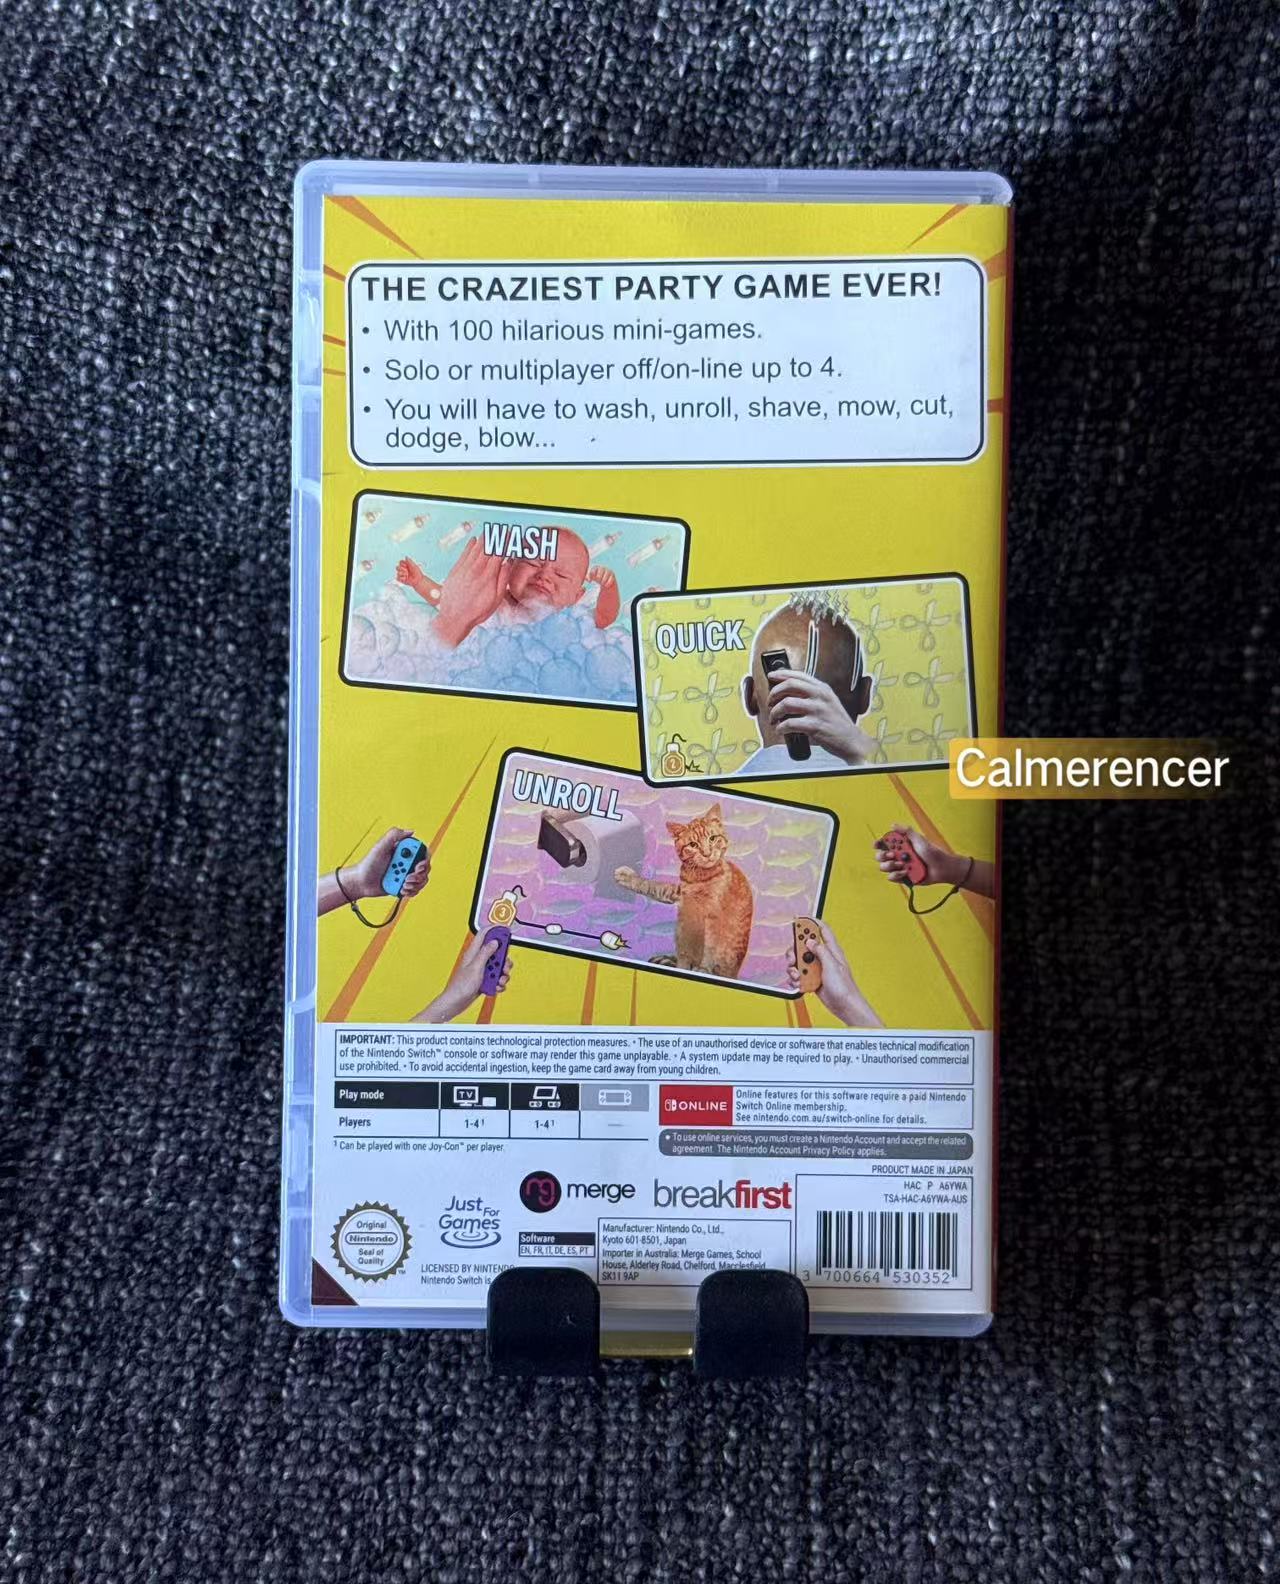 THE CRAZIEST PARTY GAME EVER!
• With 100 hilarious mini-games.
• Solo or multiplayer off/on-line up to 4.
• You will have to wash, unroll, shave, mow, cut,
dodge, blow...
WASH
QUICK
2
Calmerencer
UNROLL
3
IMPORTANT: This product contains technological protection measures. • The use of an unauthorised device or software that enables technical modification
of the Nintendo Switch™ console or software may render this game unplayable. • A system update may be required to play. • Unauthorised commercial
use prohibited. • To avoid accidental ingestion, keep the game card away from young children.
Play mode
TV
Players
1-4¹
1-4¹
—
¹ Can be played with one Joy-Con™ per player.
ONLINE
Online features for this software require a paid Nintendo
Switch Online membership.
See nintendo.com.au/switch-online for details.
• To use online services, you must create a Nintendo Account and accept the related
agreement. The Nintendo Account Privacy Policy applies.
PRODUCT MADE IN JAPAN
HAC P A6YWA
TSA-HAC-A6YWA-AUS
3 700664 530352
Original
Nintendo
Seal of
Quality
TM
Just
For
Games
merge
breakfirst
Software
EN, FR, IT, DE, ES, PT
Manufacturer: Nintendo Co., Ltd.,
Kyoto 601-8501, Japan
Importer in Australia: Merge Games, School
House, Alderley Road, Chelford, Macclesfield
SK11 9AP
LICENSED BY NINTENDO
Nintendo Switch is